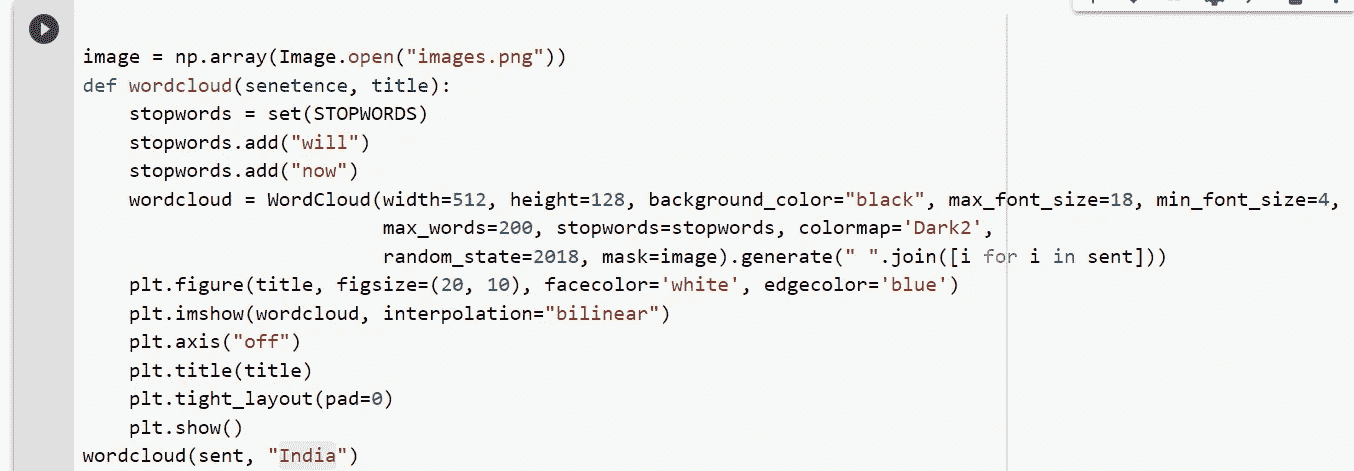 image = np.array(Image.open("images.png"))
def wordcloud(senetence, title):
    stopwords = set(STOPWORDS)
    stopwords.add("will")
    stopwords.add("now")
    wordcloud = WordCloud(width=512, height=128, background_color="black", max_font_size=18, min_font_size=4,
                          max_words=200, stopwords=stopwords, colormap='Dark2',
                          random_state=2018, mask=image).generate(" ".join([i for i in sent]))
    plt.figure(title, figsize=(20, 10), facecolor='white', edgecolor='blue')
    plt.imshow(wordcloud, interpolation="bilinear")
    plt.axis("off")
    plt.title(title)
    plt.tight_layout(pad=0)
    plt.show()
wordcloud(sent, "India")